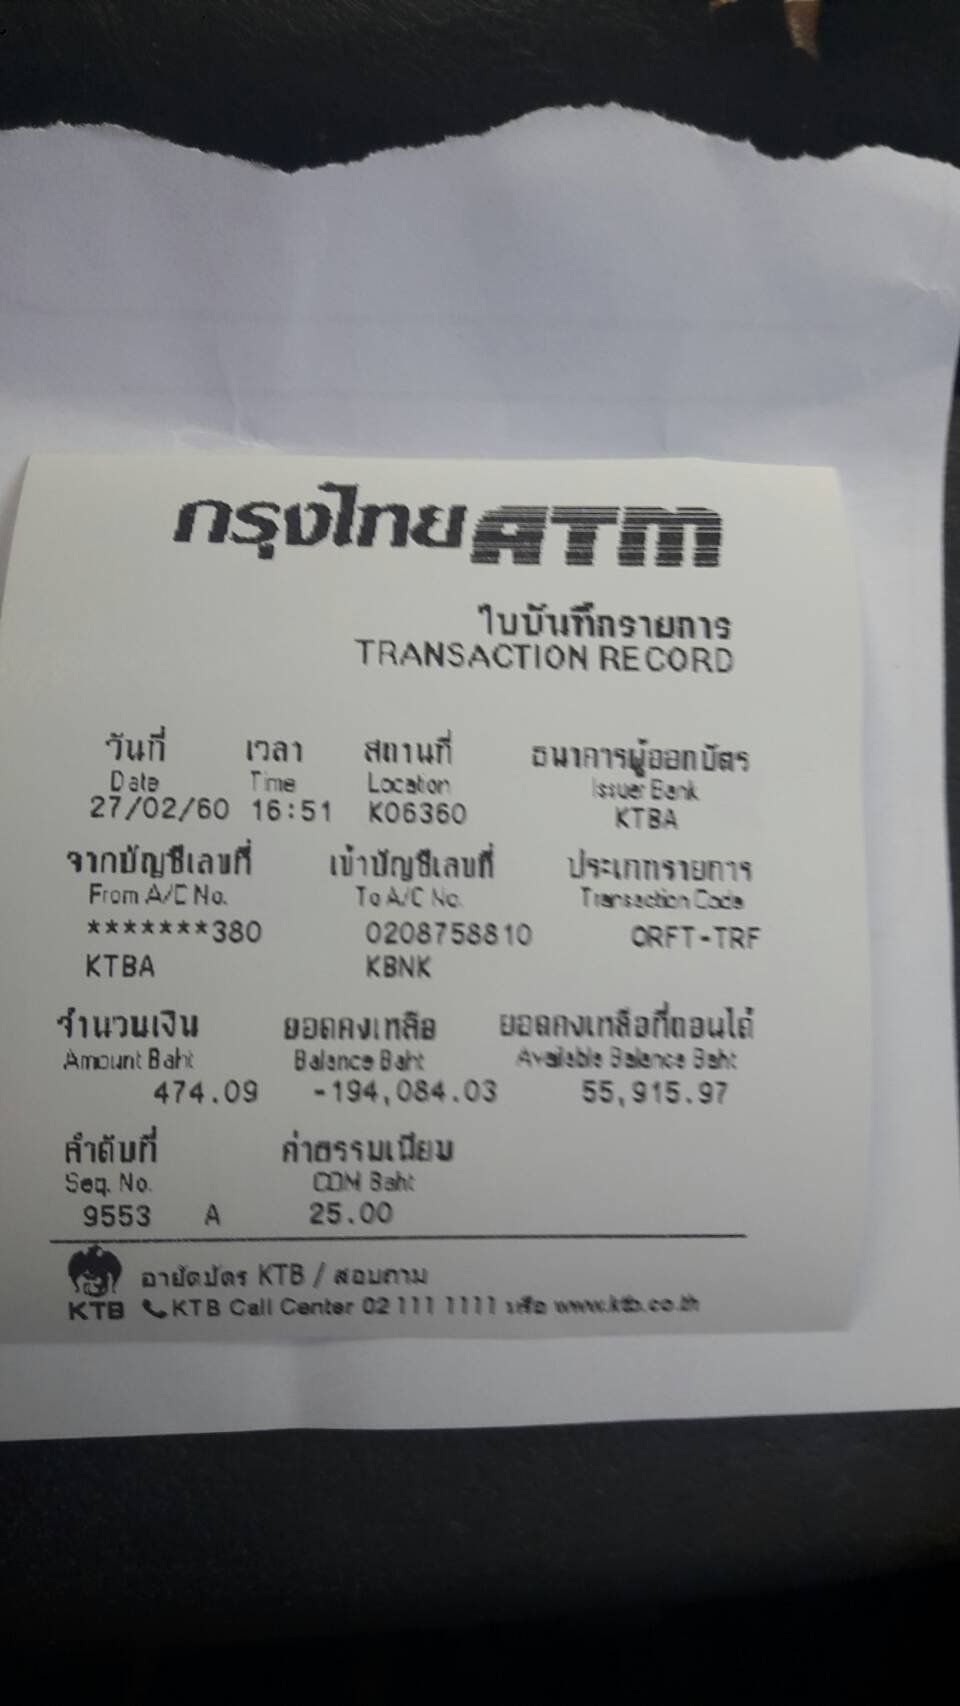 กรุงไทย ATM
ใบบันทึกรายการ
TRANSACTION RECORD
วันที่ เวลา สถานที่ ธนาคารผู้ออกบัตร
Date Time Location Issuer Bank
27/02/60 16:51 K06360 KTBA
จากบัญชีเลขที่ เข้าบัญชีเลขที่ ประเภทรายการ
From A/C No. To A/C No. Transaction Code
*******380 0208758810 ORFT-TRF
KTBA KBNK
จำนวนเงิน ยอดคงเหลือ ยอดคงเหลือที่ถอนได้
Amount Baht Balance Baht Available Balance Baht
474.09 -194,084.03 55,915.97
ลำดับที่ ค่าธรรมเนียม
Seq. No. COM Baht
9553 A 25.00
อายัดบัตร KTB / สอบถาม
KTB KTB Call Center 02 111 1111 หรือ www.ktb.co.th